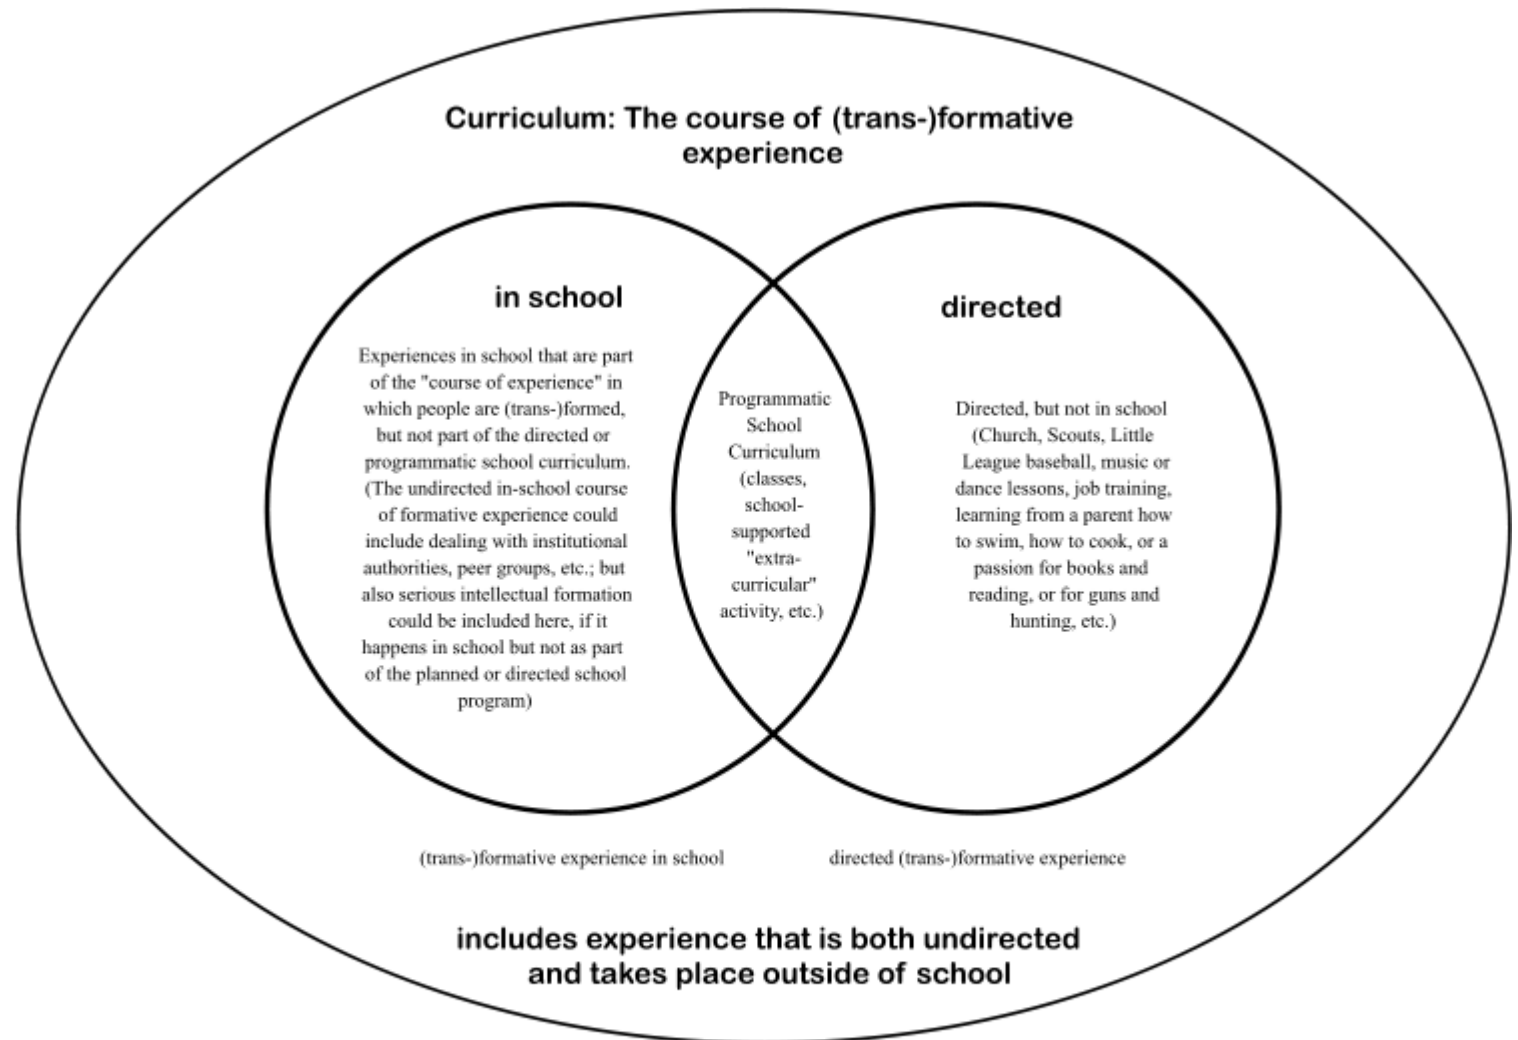 Curriculum: The course of (trans-)formative
experience
in school
Experiences in school that are part
of the "course of experience" in
which people are (trans-)formed,
but not part of the directed or
programmatic school curriculum.
(The undirected in-school course
of formative experience could
include dealing with institutional
authorities, peer groups, etc.; but
also serious intellectual formation
could be included here, if it
happens in school but not as part
of the planned or directed school
program)
Programmatic
School
Curriculum
(classes,
school-
supported
"extra-
curricular"
activity, etc.)
directed
Directed, but not in school
(Church, Scouts, Little
League baseball, music or
dance lessons, job training,
learning from a parent how
to swim, how to cook, or a
passion for books and
reading, or for guns and
hunting, etc.)
(trans-)formative experience in school
directed (trans-)formative experience
includes experience that is both undirected
and takes place outside of school